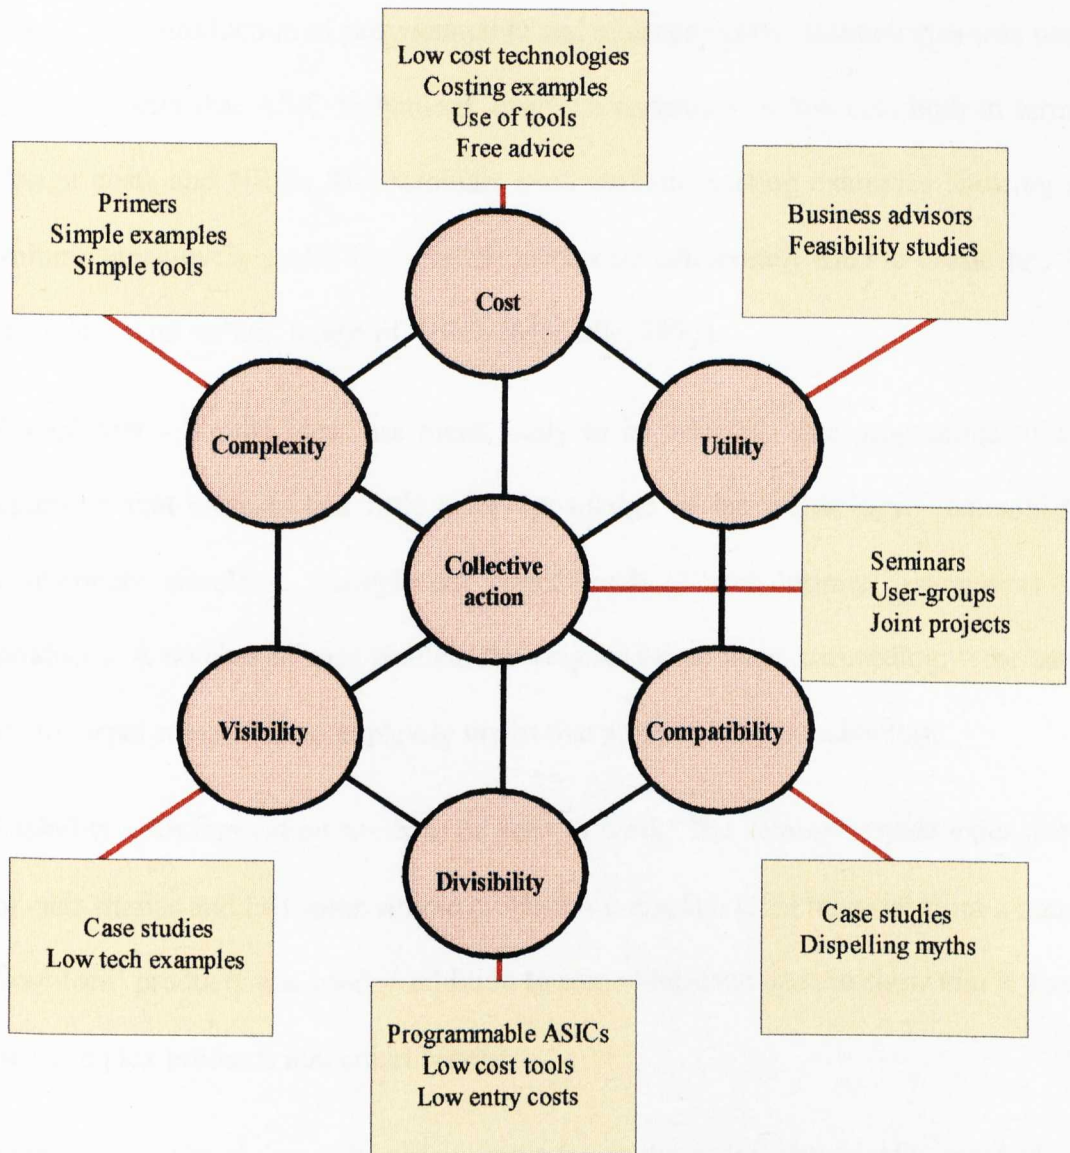 Low cost technologies
Costing examples
Use of tools
Free advice
Primers
Simple examples
Simple tools
Business advisors
Feasibility studies
Cost
Complexity
Utility
Collective
action
Seminars
User-groups
Joint projects
Visibility
Compatibility
Divisibility
Case studies
Low tech examples
Case studies
Dispelling myths
Programmable ASICs
Low cost tools
Low entry costs